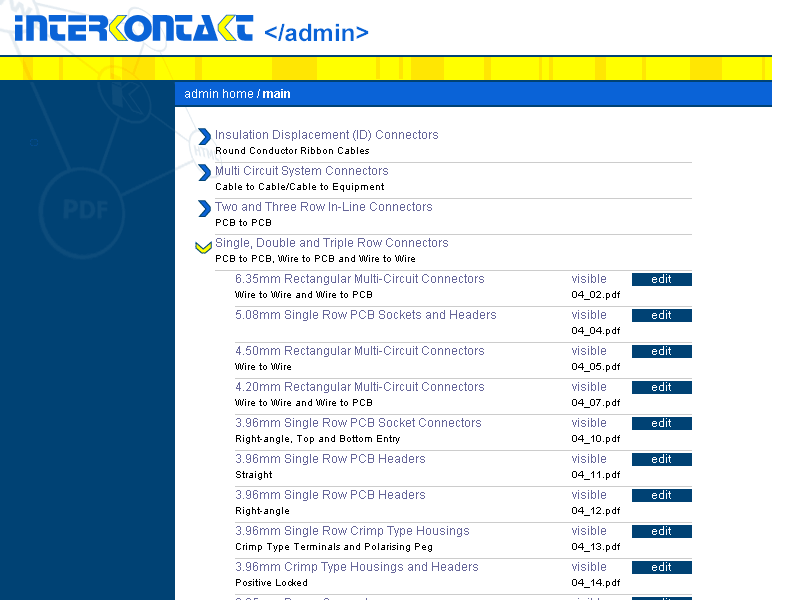 INTERKONTAKT </admin>
admin home / main
Insulation Displacement (ID) Connectors
Round Conductor Ribbon Cables
Multi Circuit System Connectors
Cable to Cable/Cable to Equipment
Two and Three Row In-Line Connectors
PCB to PCB
PDF
Single, Double and Triple Row Connectors
PCB to PCB, Wire to PCB and Wire to Wire
6.35mm Rectangular Multi-Circuit Connectors visible edit
Wire to Wire and Wire to PCB 04_02.pdf
5.08mm Single Row PCB Sockets and Headers visible edit
04_04.pdf
4.50mm Rectangular Multi-Circuit Connectors visible edit
Wire to Wire 04_05.pdf
4.20mm Rectangular Multi-Circuit Connectors visible edit
Wire to Wire and Wire to PCB 04_07.pdf
3.96mm Single Row PCB Socket Connectors visible edit
Right-angle, Top and Bottom Entry 04_10.pdf
3.96mm Single Row PCB Headers visible edit
Straight 04_11.pdf
3.96mm Single Row PCB Headers visible edit
Right-angle 04_12.pdf
3.96mm Single Row Crimp Type Housings visible edit
Crimp Type Terminals and Polarising Peg 04_13.pdf
3.96mm Crimp Type Housings and Headers visible edit
Positive Locked 04_14.pdf